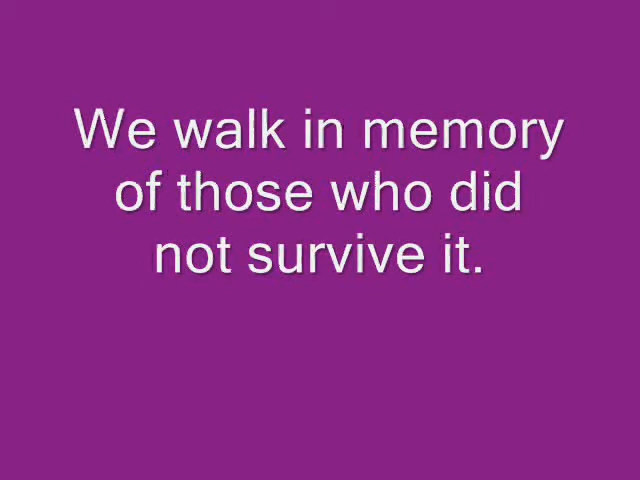 We walk in memory
of those who did
not survive it.